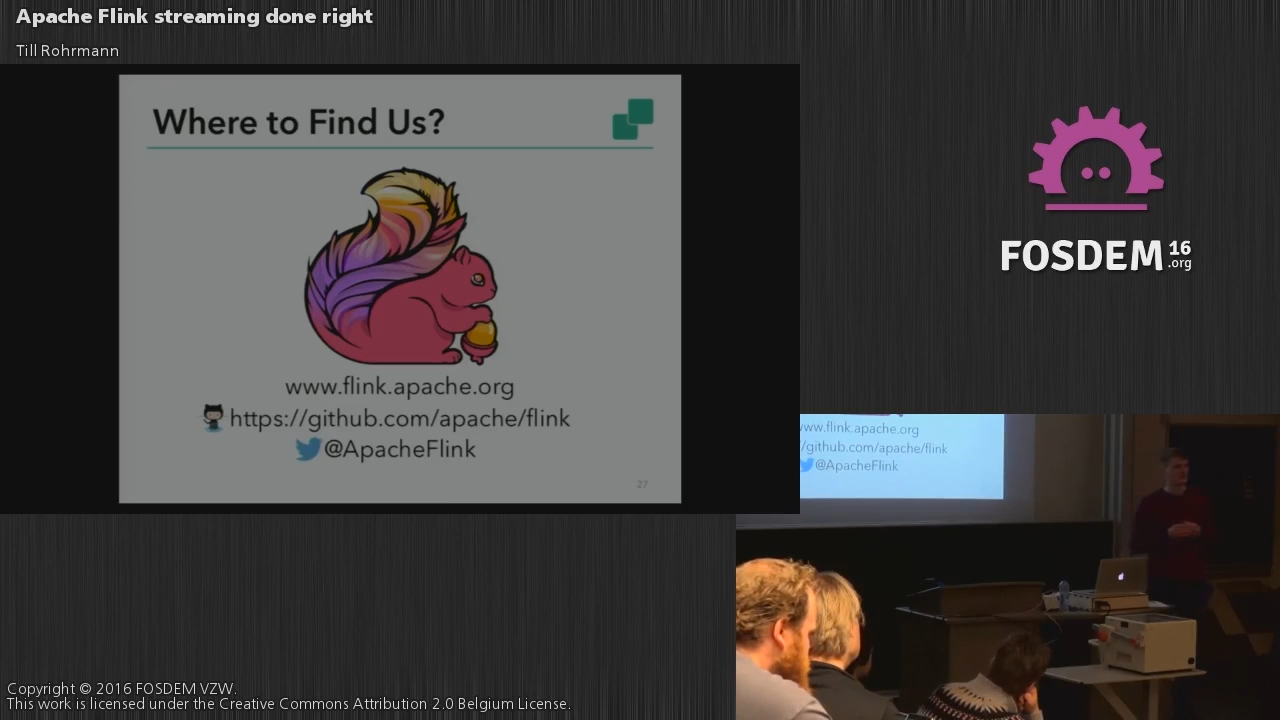 Apache Flink streaming done right
Till Rohrmann
Where to Find Us?
www.flink.apache.org
https://github.com/apache/flink
@ApacheFlink
27
FOSDEM 16
.org
www.flink.apache.org
/github.com/apache/flink
@ApacheFlink
Copyright © 2016 FOSDEM VZW.
This work is licensed under the Creative Commons Attribution 2.0 Belgium License.